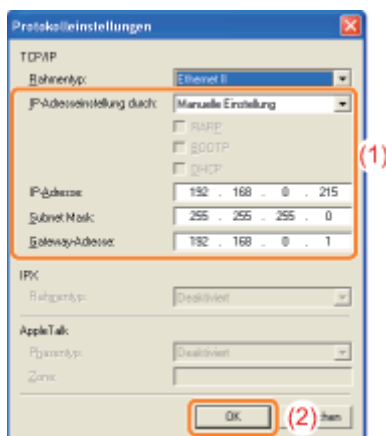 Protokolleinstellungen
TCP/IP
Rahmentyp: Ethernet II
IP-Adresseinstellung durch: Manuelle Einstellung
RARP
BOOTP
DHCP
(1)
IP-Adresse: 192 . 168 . 0 . 215
Subnet Mask: 255 . 255 . 255 . 0
Gateway-Adresse: 192 . 168 . 0 . 1
IPX
Rahmentyp: Deaktiviert
AppleTalk
Phasentyp: Deaktiviert
Zone:
OK (2) hen